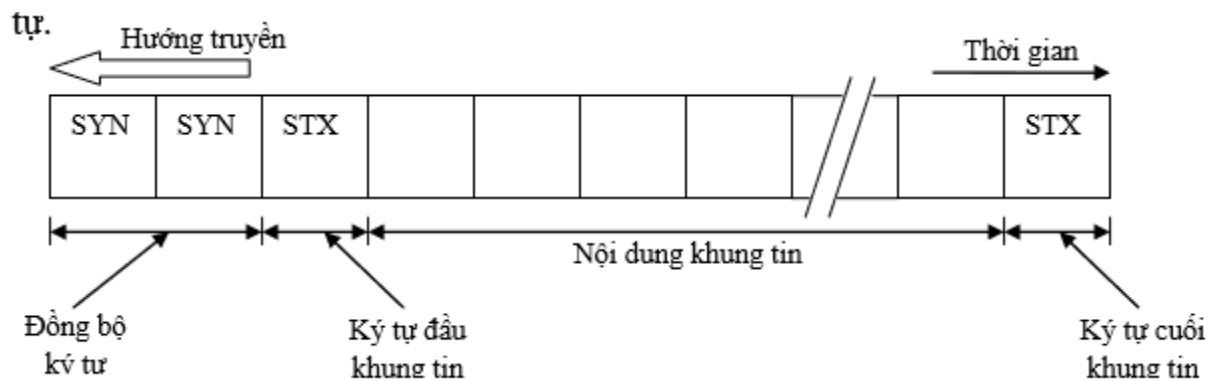 tự.
Hướng truyền
Thời gian
SYN SYN STX STX
Nội dung khung tin
Đồng bộ
ký tự
Ký tự đầu
khung tin
Ký tự cuối
khung tin